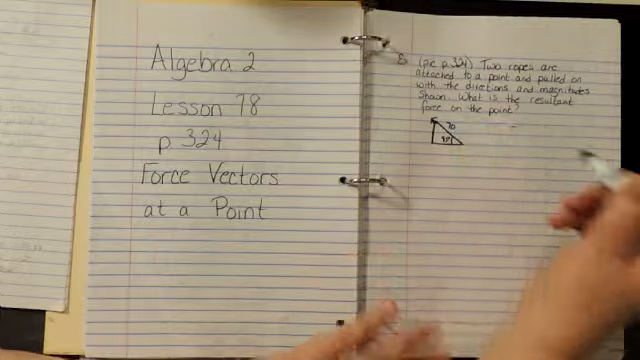 Algebra 2
Lesson 78
p 324
Force Vectors
at a Point
8. (pic p.324) Two ropes are
attached to a point and pulled on
with the directions and magnitudes
shown. What is the resultant
force on the point?
70